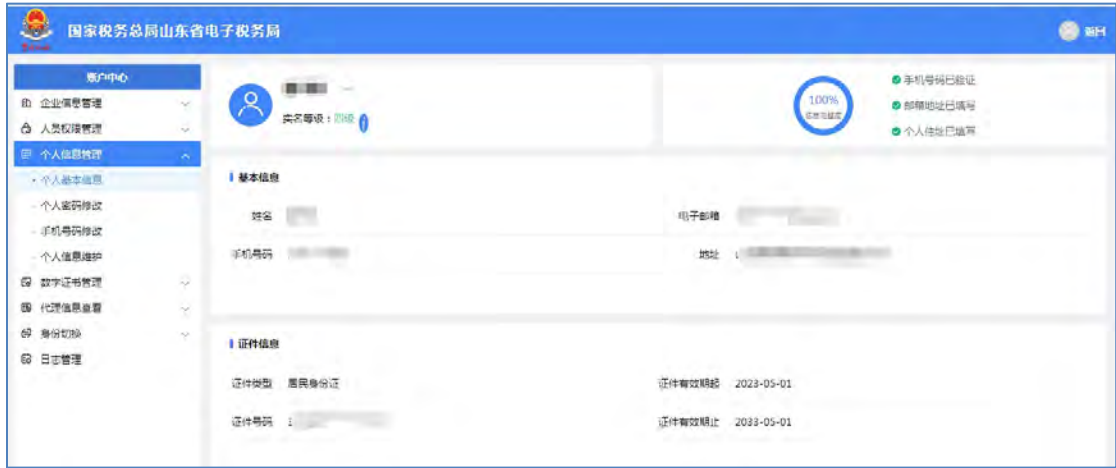 国家税务总局山东省电子税务局
账户中心
企业信息管理
人员权限管理
个人信息管理
个人基本信息
个人密码修改
手机号码修改
个人信息维护
数字证书管理
代理信息查看
身份切换
日志管理
实名等级：四级
100%
信息完整度
手机号码已验证
邮箱地址已填写
个人住址已填写
基本信息
姓名
电子邮箱
手机号码
地址
证件信息
证件类型 居民身份证
证件有效期起 2023-05-01
证件号码
证件有效期止 2033-05-01